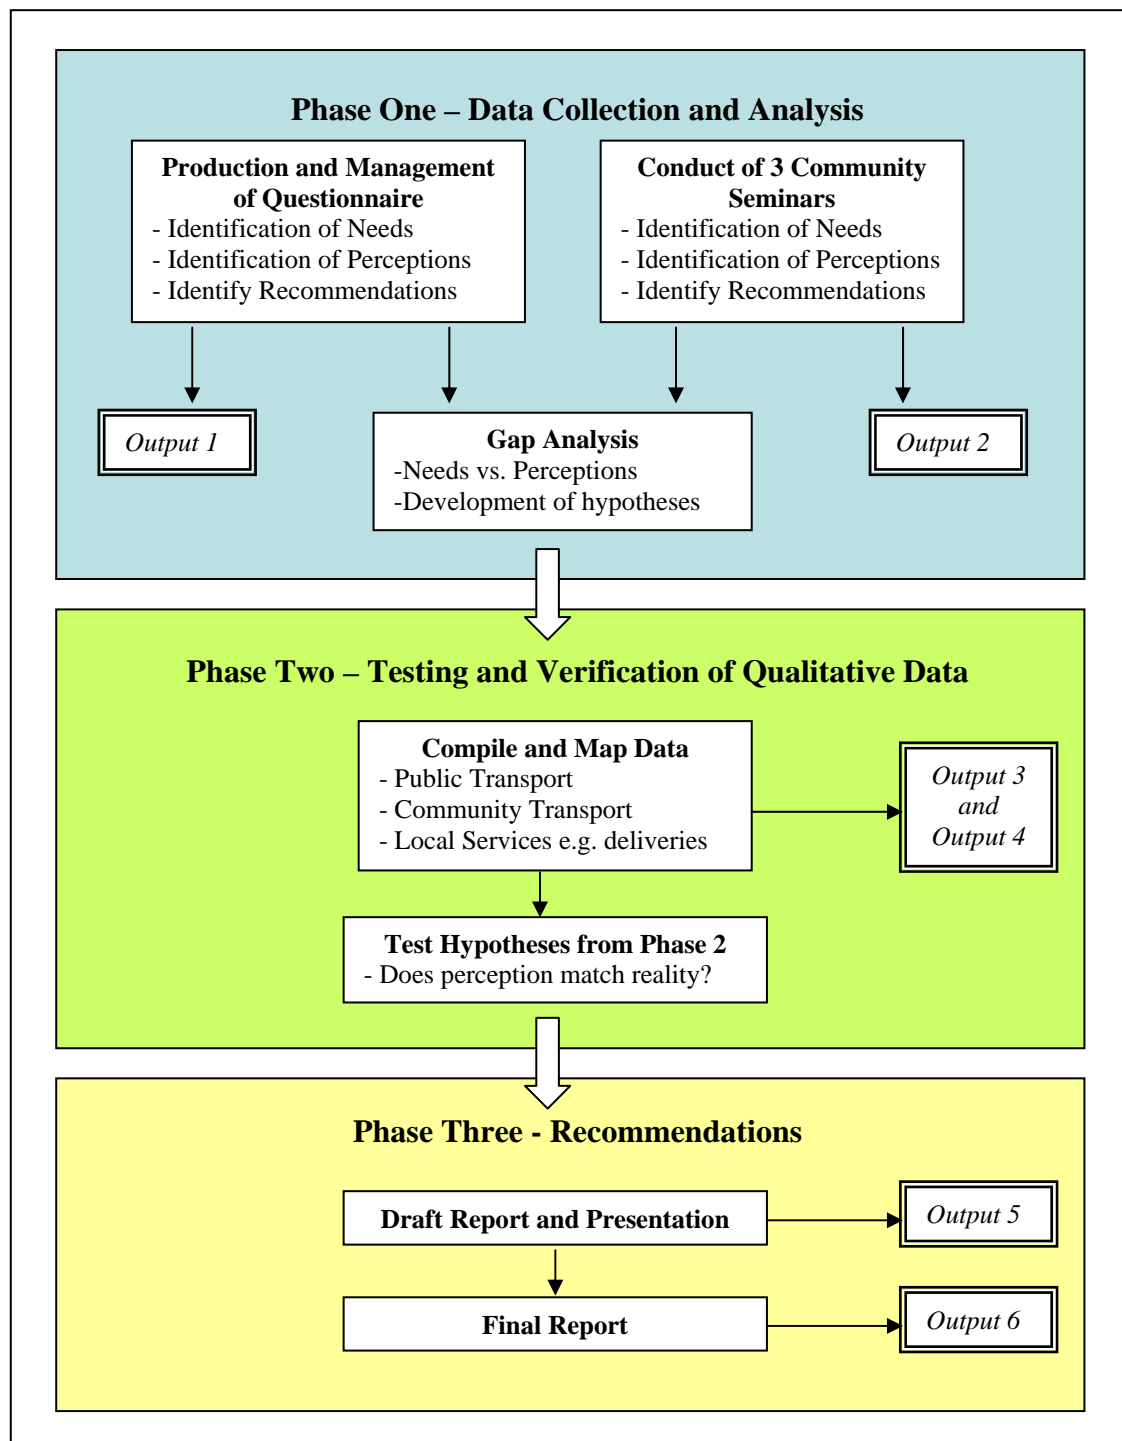 Phase One – Data Collection and Analysis
Production and Management
of Questionnaire
- Identification of Needs
- Identification of Perceptions
- Identify Recommendations
Conduct of 3 Community
Seminars
- Identification of Needs
- Identification of Perceptions
- Identify Recommendations
Output 1
Gap Analysis
-Needs vs. Perceptions
-Development of hypotheses
Output 2
Phase Two – Testing and Verification of Qualitative Data
Compile and Map Data
- Public Transport
- Community Transport
- Local Services e.g. deliveries
Output 3
and
Output 4
Test Hypotheses from Phase 2
- Does perception match reality?
Phase Three - Recommendations
Draft Report and Presentation
Output 5
Final Report
Output 6